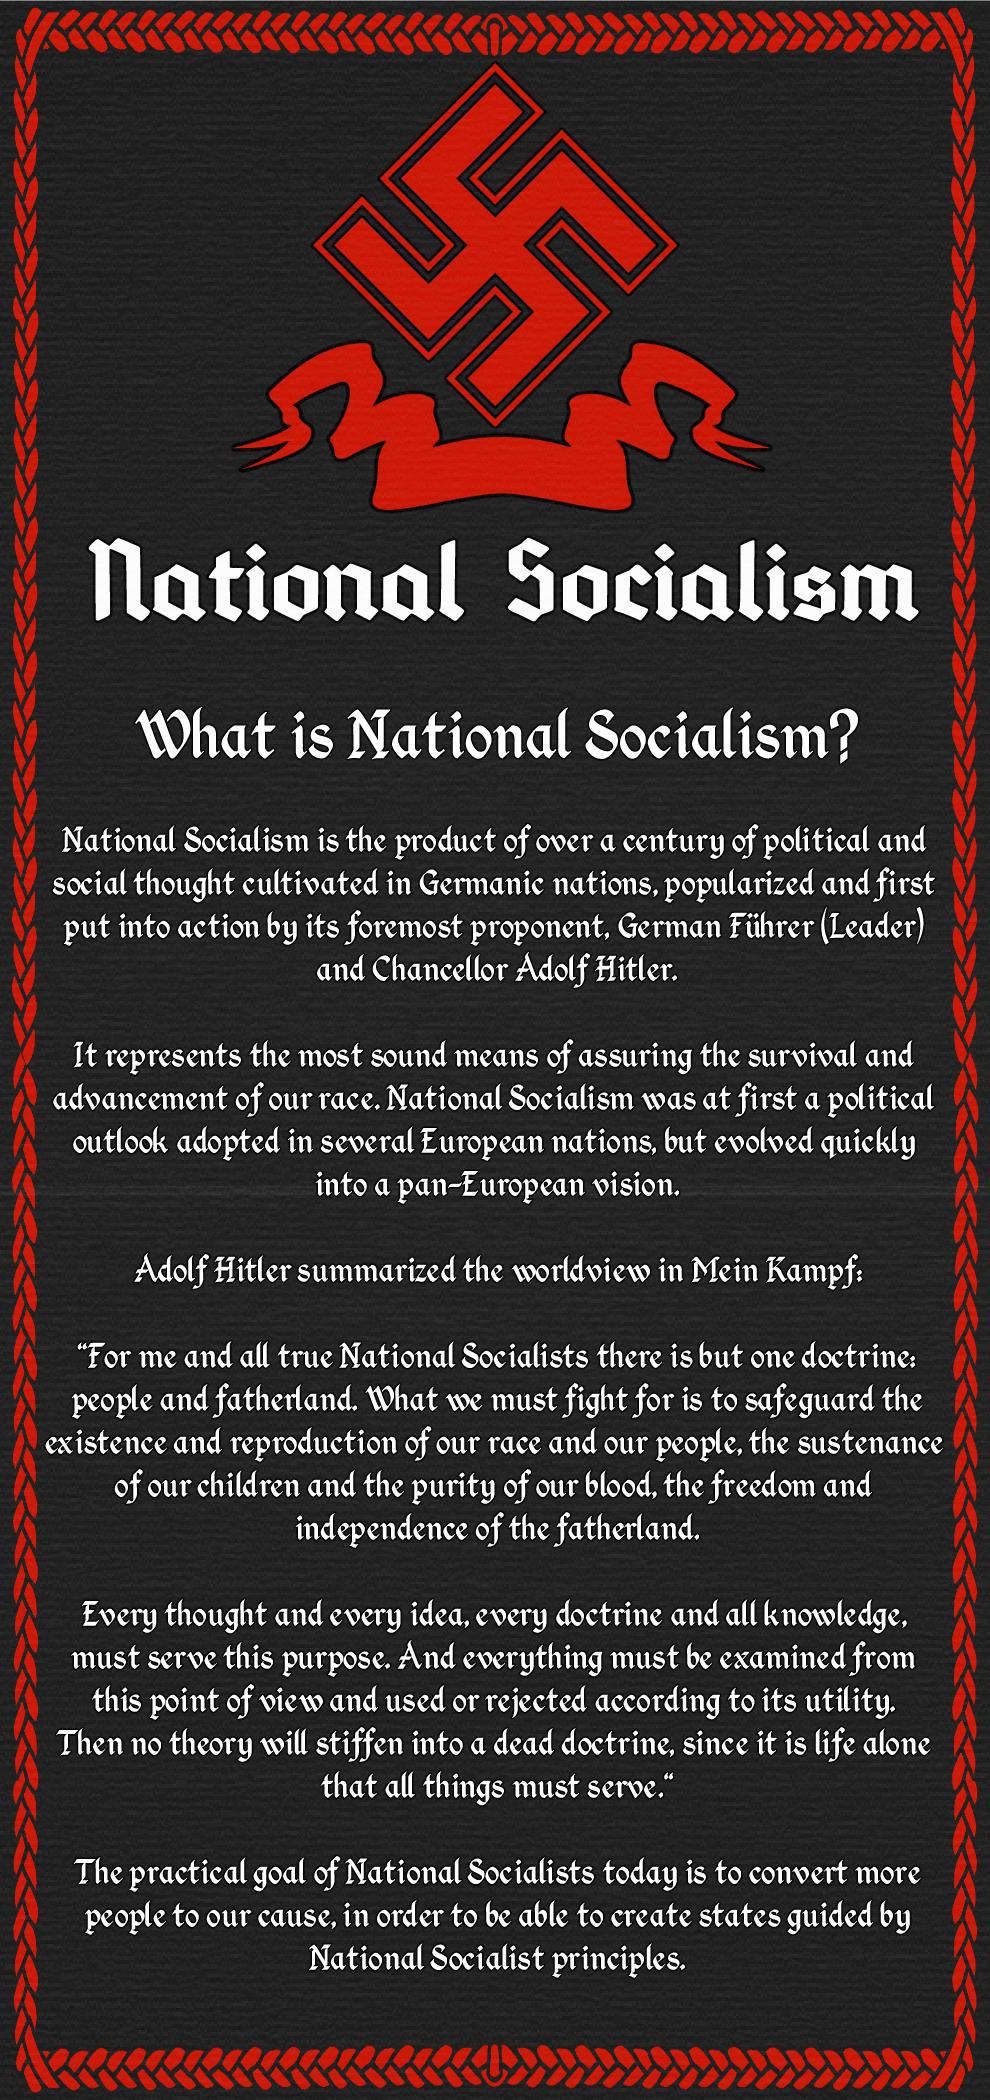 National Socialism
What is National Socialism?
National Socialism is the product of over a century of political and
social thought cultivated in Germanic nations, popularized and first
put into action by its foremost proponent, German Führer (Leader)
and Chancellor Adolf Hitler.
It represents the most sound means of assuring the survival and
advancement of our race. National Socialism was at first a political
outlook adopted in several European nations, but evolved quickly
into a pan-European vision.
Adolf Hitler summarized the worldview in Mein Kampf:
“For me and all true National Socialists there is but one doctrine:
people and fatherland. What we must fight for is to safeguard the
existence and reproduction of our race and our people, the sustenance
of our children and the purity of our blood, the freedom and
independence of the fatherland.
Every thought and every idea, every doctrine and all knowledge,
must serve this purpose. And everything must be examined from
this point of view and used or rejected according to its utility.
Then no theory will stiffen into a dead doctrine, since it is life alone
that all things must serve.“
The practical goal of National Socialists today is to convert more
people to our cause, in order to be able to create states guided by
National Socialist principles.